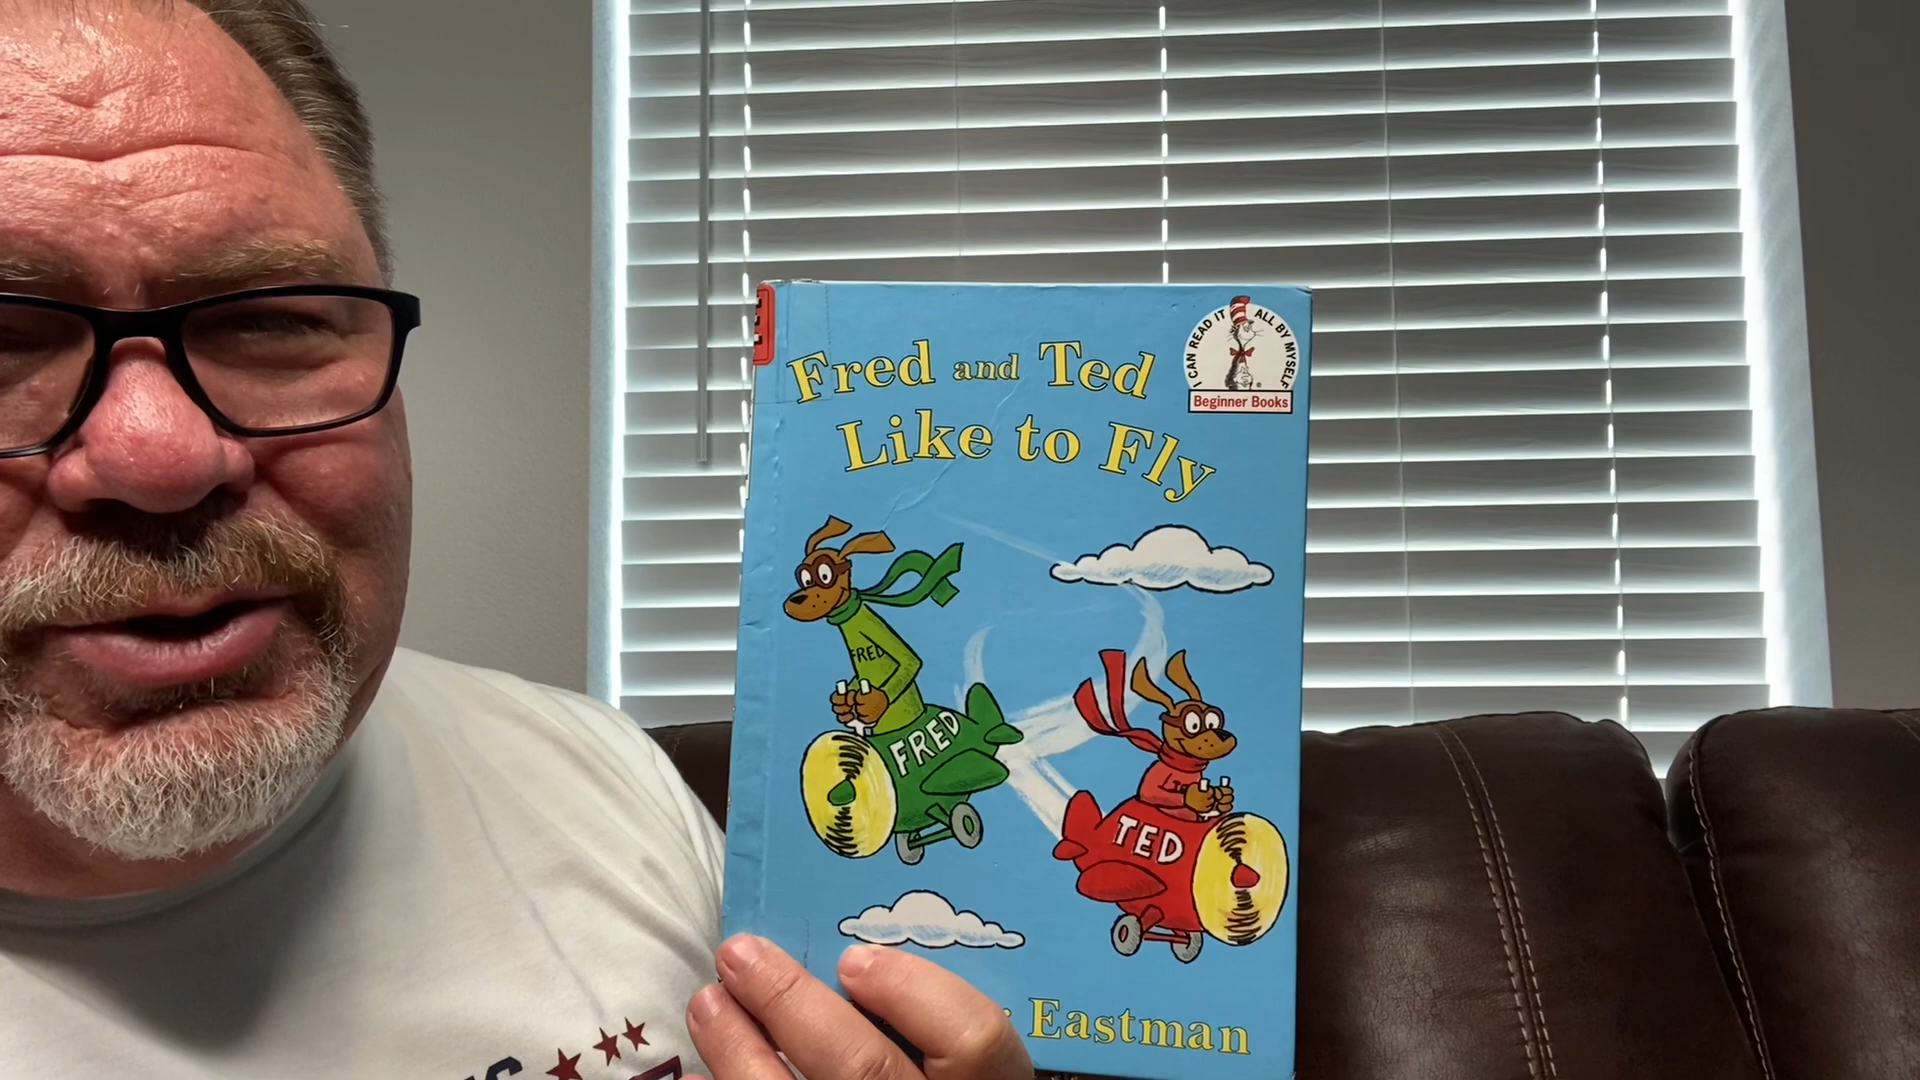 Fred and Ted
Like to Fly
I CAN READ IT ALL BY MYSELF
Beginner Books
FRED
FRED
TED
Eastman